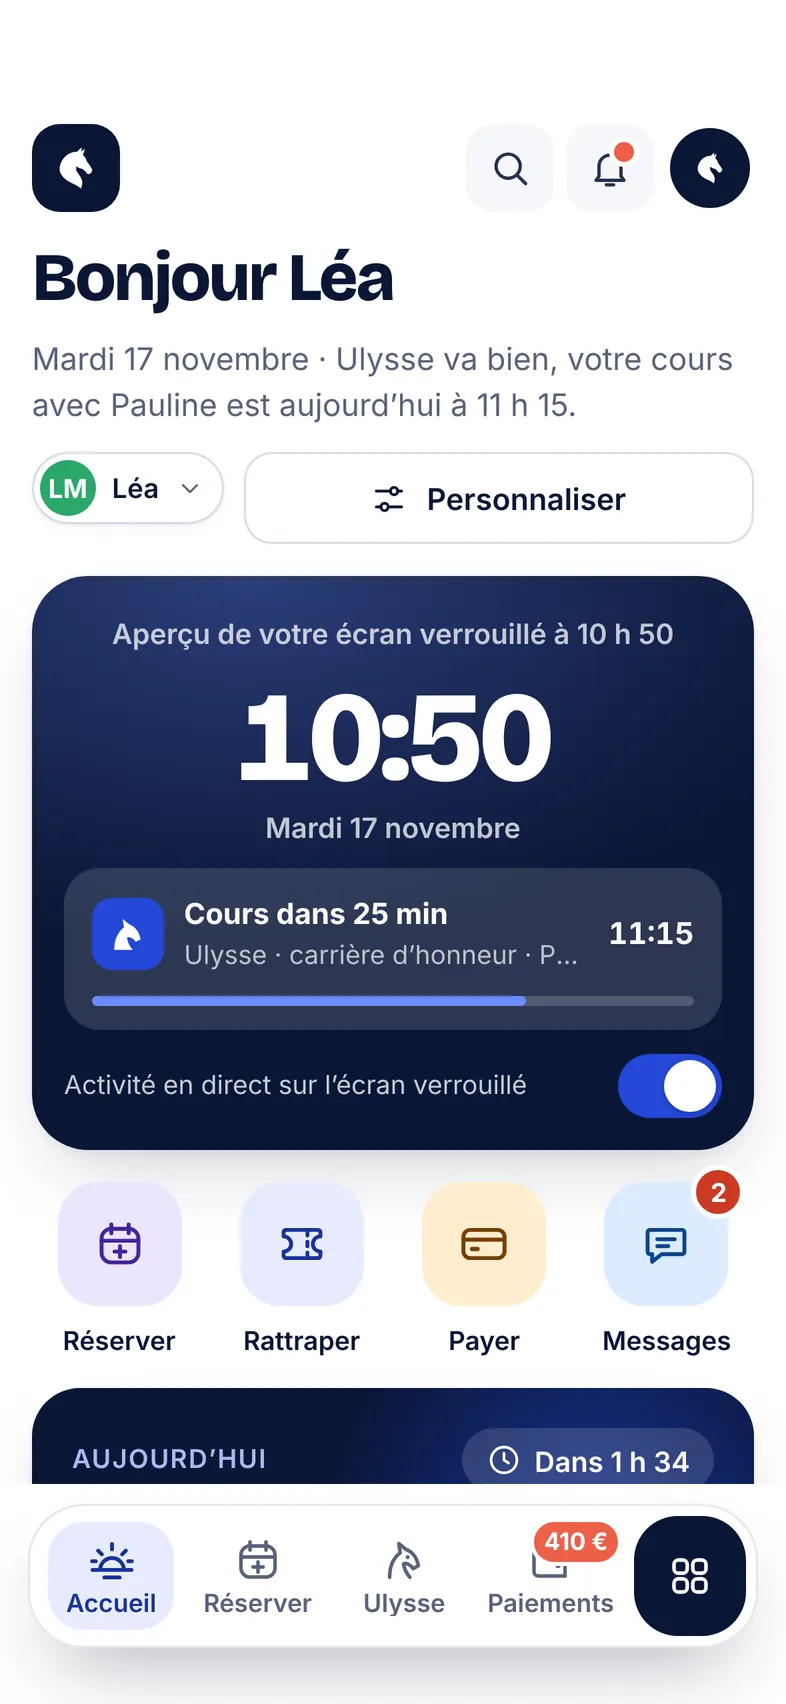 Bonjour Léa
Mardi 17 novembre · Ulysse va bien, votre cours
avec Pauline est aujourd’hui à 11 h 15.
LM Léa
Personnaliser
Aperçu de votre écran verrouillé à 10 h 50
10:50
Mardi 17 novembre
Cours dans 25 min
Ulysse · carrière d’honneur · P…
11:15
Activité en direct sur l’écran verrouillé
2
Réserver
Rattraper
Payer
Messages
AUJOURD’HUI
Dans 1 h 34
410 €
Accueil
Réserver
Ulysse
Paiements